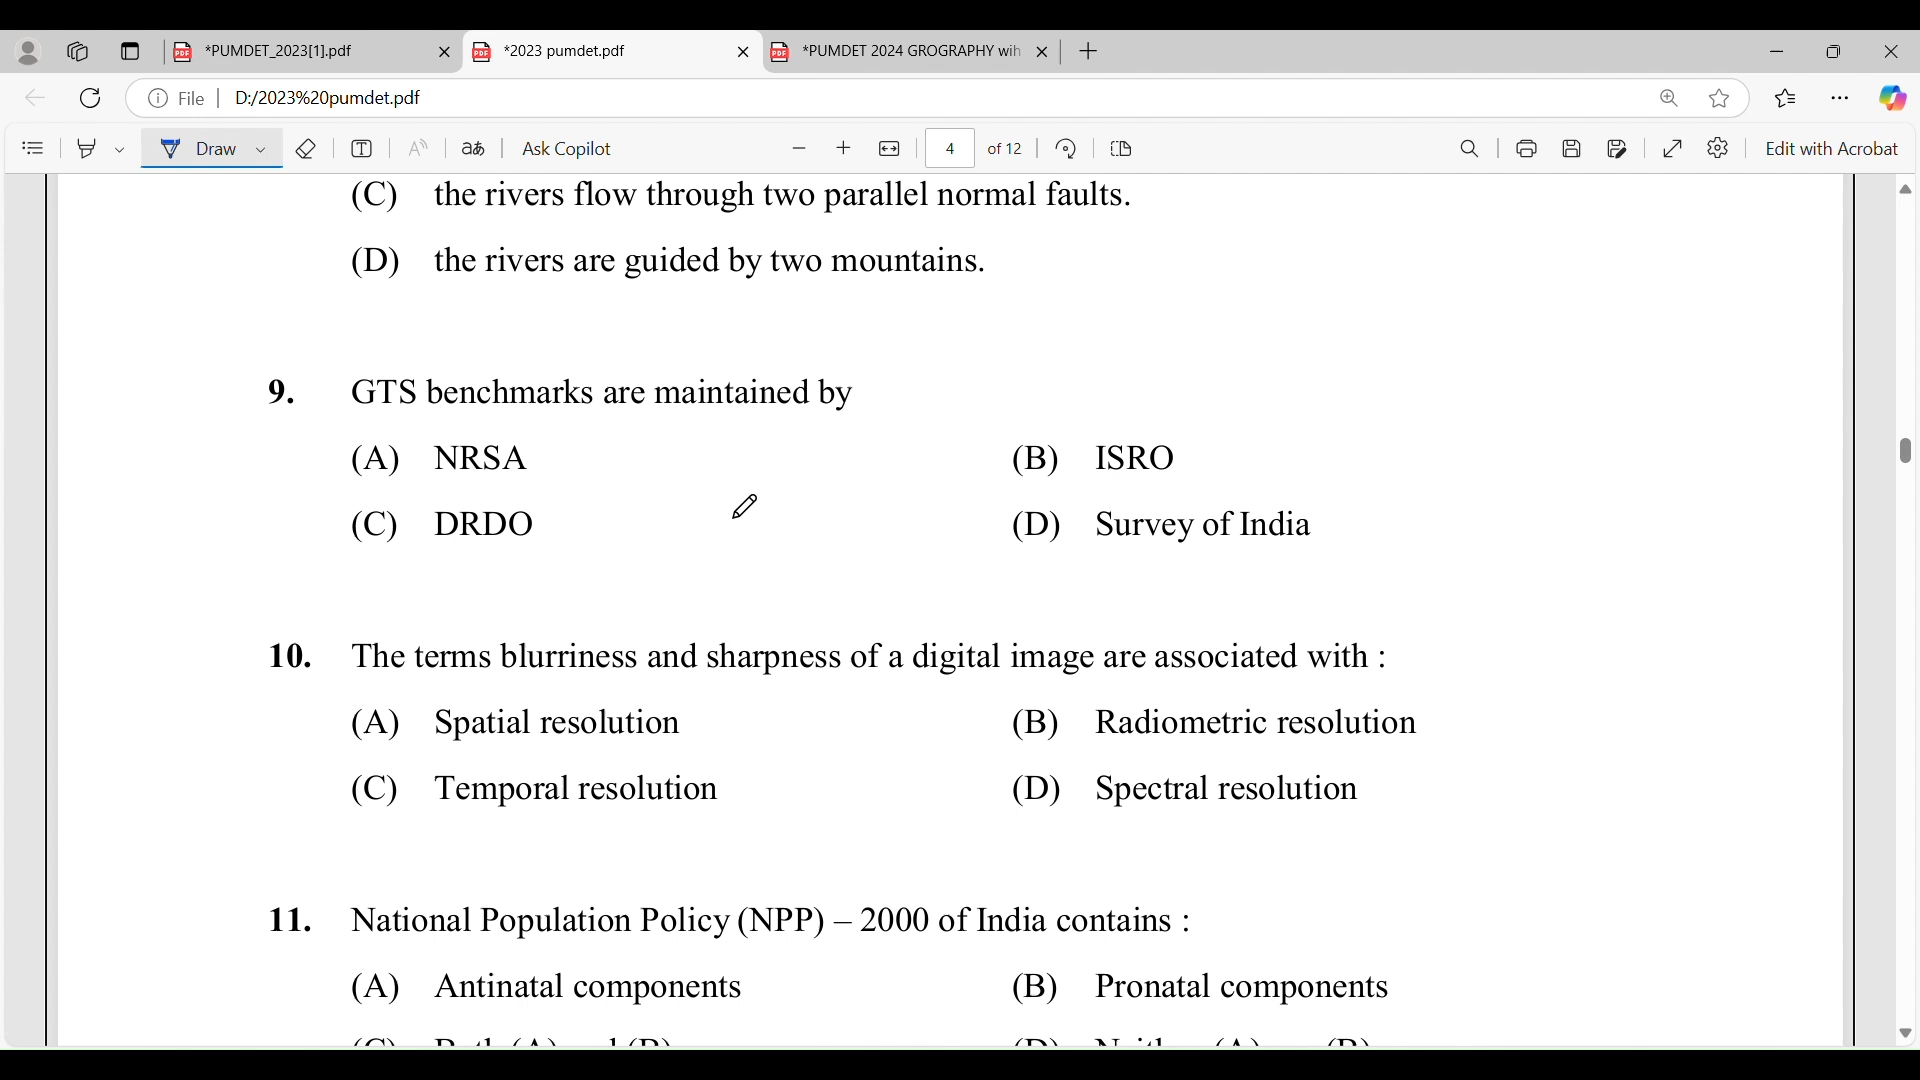 *PUMDET_2023[1].pdf
*2023 pumdet.pdf
*PUMDET 2024 GROGRAPHY wih
File
D:/2023%20pumdet.pdf
Draw
Ask Copilot
4 of 12
Edit with Acrobat
(C) the rivers flow through two parallel normal faults.
(D) the rivers are guided by two mountains.
9. GTS benchmarks are maintained by
(A) NRSA
(B) ISRO
(C) DRDO
(D) Survey of India
10. The terms blurriness and sharpness of a digital image are associated with :
(A) Spatial resolution
(B) Radiometric resolution
(C) Temporal resolution
(D) Spectral resolution
11. National Population Policy (NPP) – 2000 of India contains :
(A) Antinatal components
(B) Pronatal components